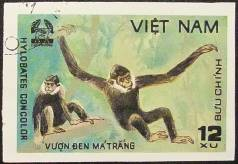 VIỆT NAM
HYLOBATES CONCOLOR
BƯU CHÍNH
12 XU
VƯỢN ĐEN MÁ TRẮNG